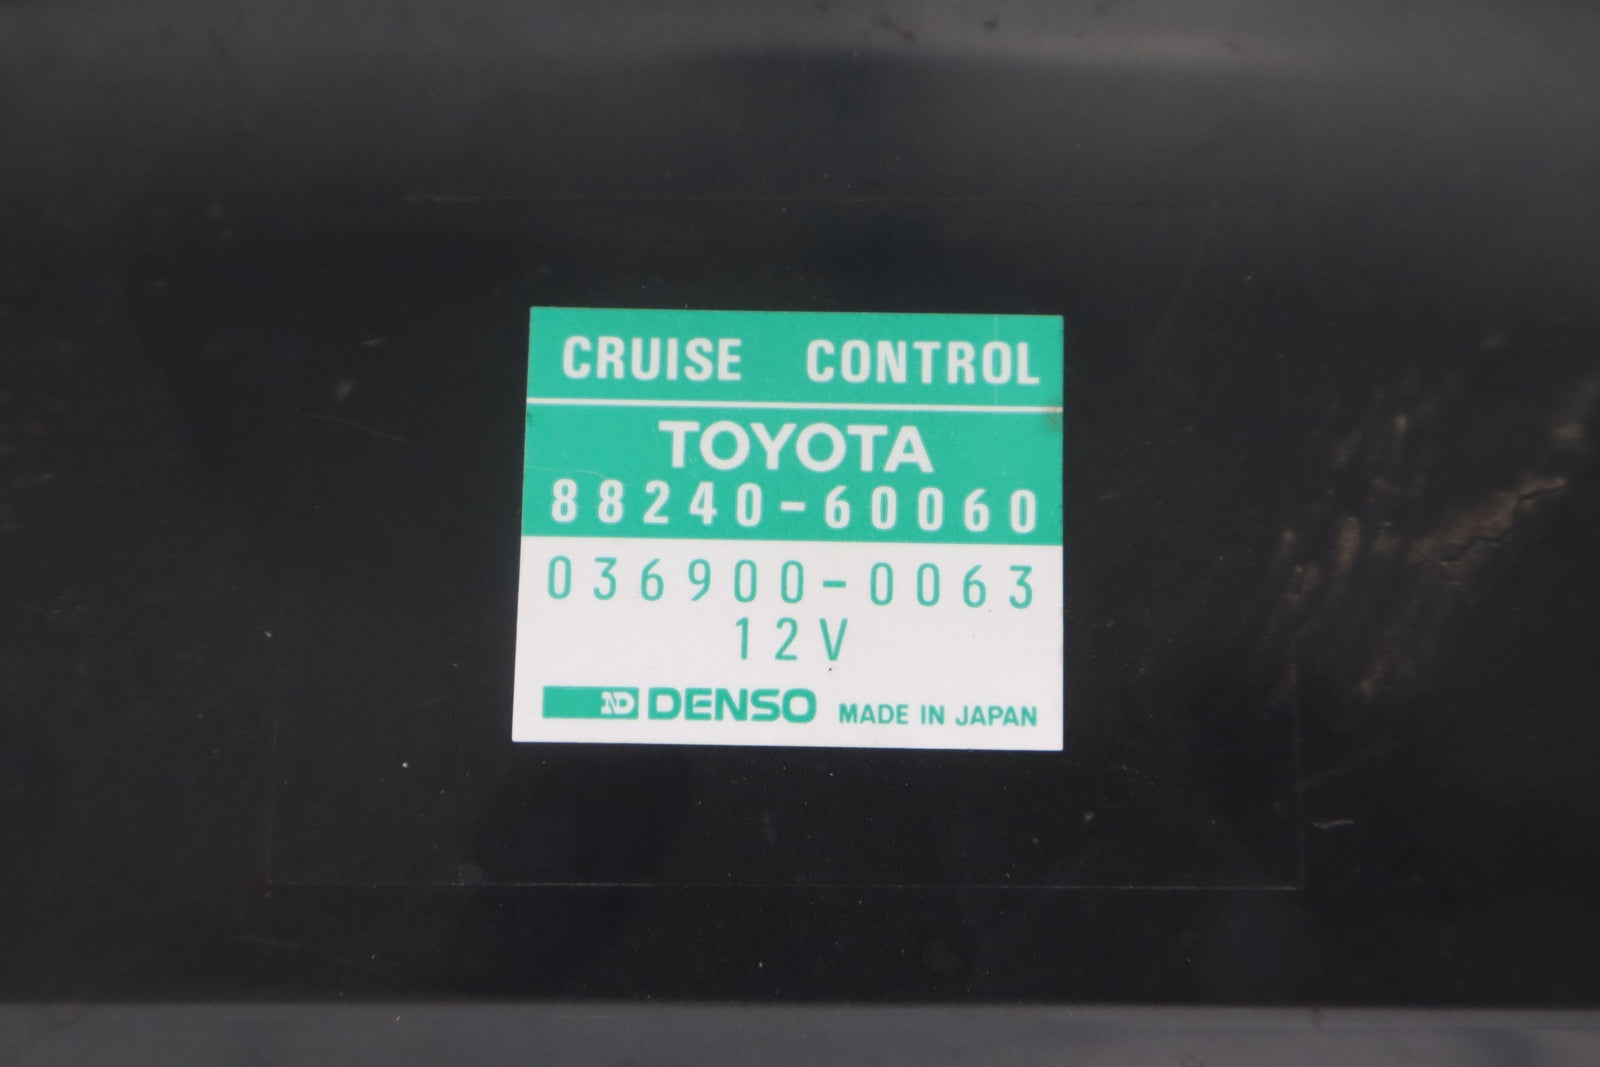 CRUISE CONTROL
TOYOTA
88240-60060
036900-0063
12V
ND DENSO MADE IN JAPAN